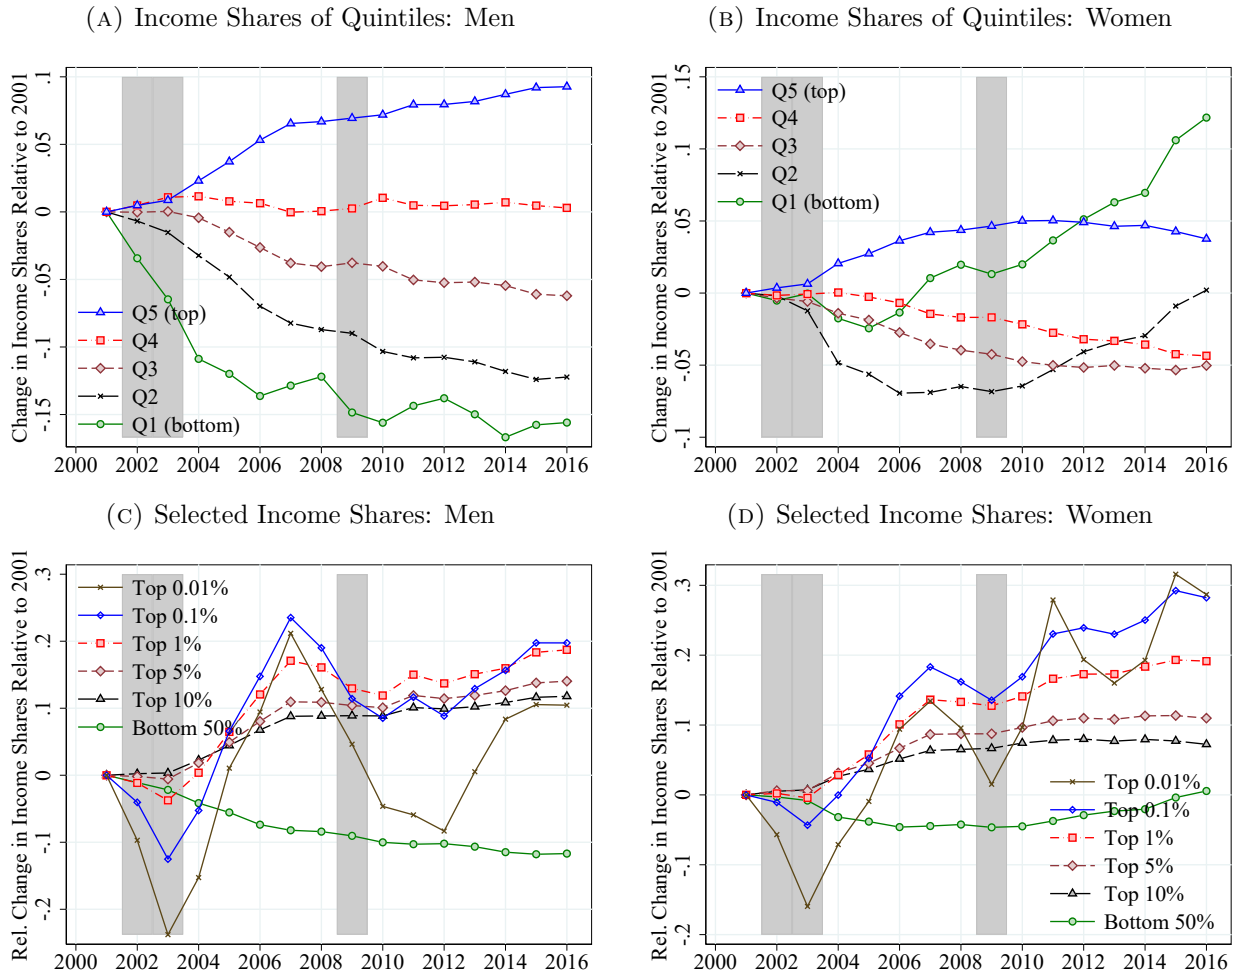 (A) Income Shares of Quintiles: Men
Change in Income Shares Relative to 2001
.1
.05
0
-.05
-.1
-.15
Q5 (top)
Q4
Q3
Q2
Q1 (bottom)
2000 2002 2004 2006 2008 2010 2012 2014 2016
(B) Income Shares of Quintiles: Women
Change in Income Shares Relative to 2001
.15
.1
.05
0
-.05
-.1
Q5 (top)
Q4
Q3
Q2
Q1 (bottom)
2000 2002 2004 2006 2008 2010 2012 2014 2016
(C) Selected Income Shares: Men
Rel. Change in Income Shares Relative to 2001
.3
.2
.1
0
-.1
-.2
Top 0.01%
Top 0.1%
Top 1%
Top 5%
Top 10%
Bottom 50%
2000 2002 2004 2006 2008 2010 2012 2014 2016
(D) Selected Income Shares: Women
Rel. Change in Income Shares Relative to 2001
.3
.2
.1
0
-.1
-.2
Top 0.01%
Top 0.1%
Top 1%
Top 5%
Top 10%
Bottom 50%
2000 2002 2004 2006 2008 2010 2012 2014 2016